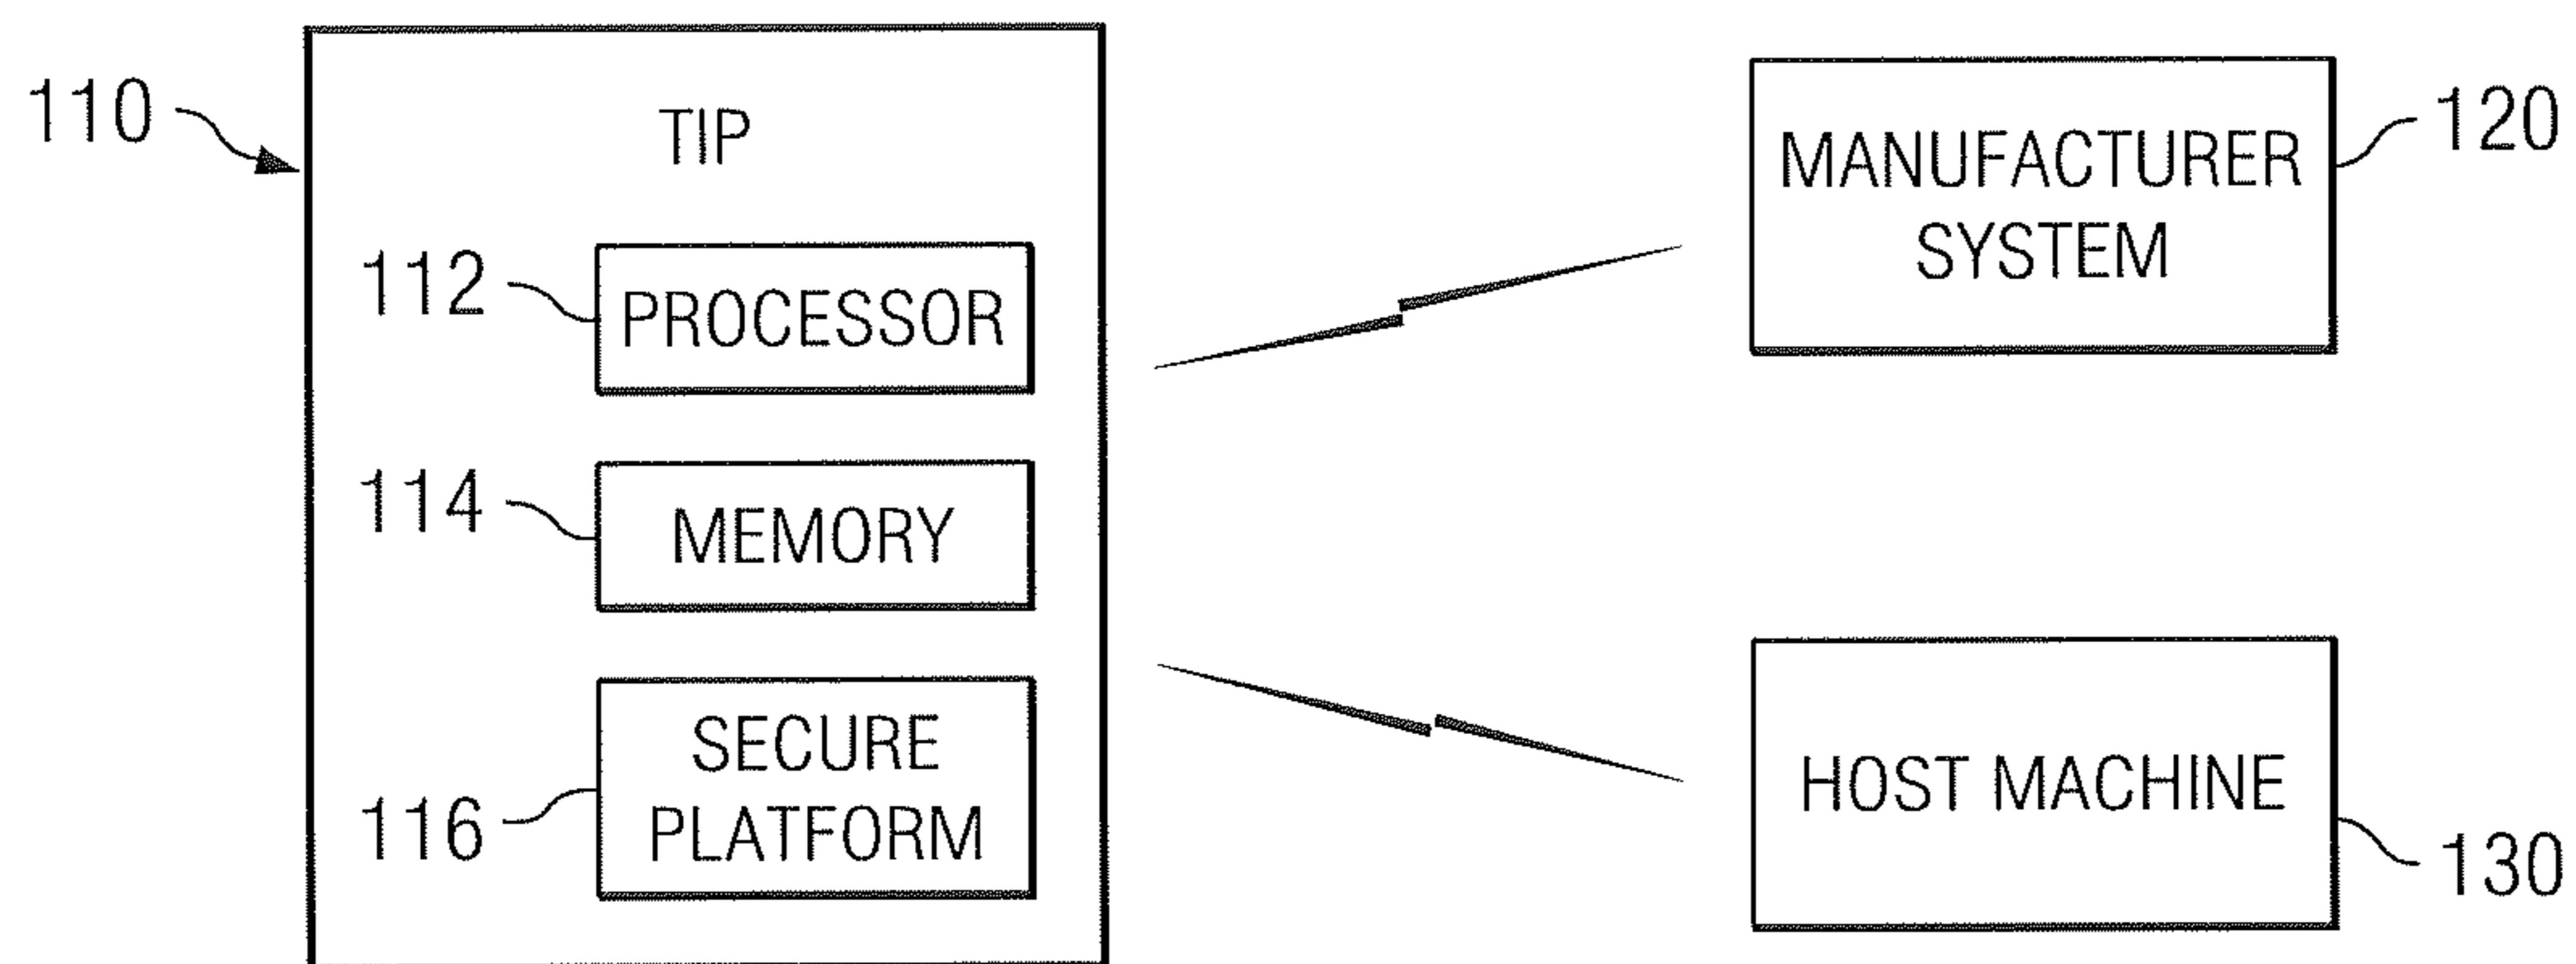 110
TIP
112
PROCESSOR
114
MEMORY
116
SECURE
PLATFORM
MANUFACTURER
SYSTEM
120
HOST MACHINE
130